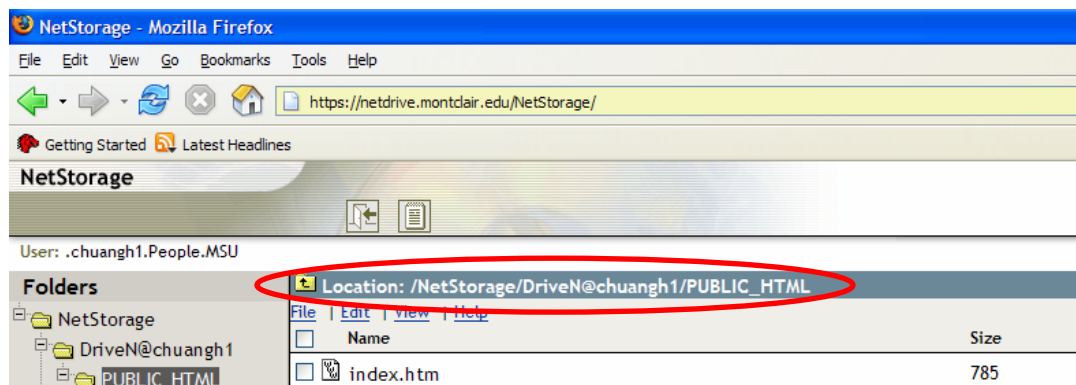 NetStorage - Mozilla Firefox
File Edit View Go Bookmarks Tools Help
https://netdrive.montclair.edu/NetStorage/
Getting Started Latest Headlines
NetStorage
User: .chuangh1.People.MSU
Folders
Location: /NetStorage/DriveN@chuangh1/PUBLIC_HTML
File | Edit | View | Help
NetStorage
Name Size
DriveN@chuangh1
index.htm 785
PUBLIC_HTML